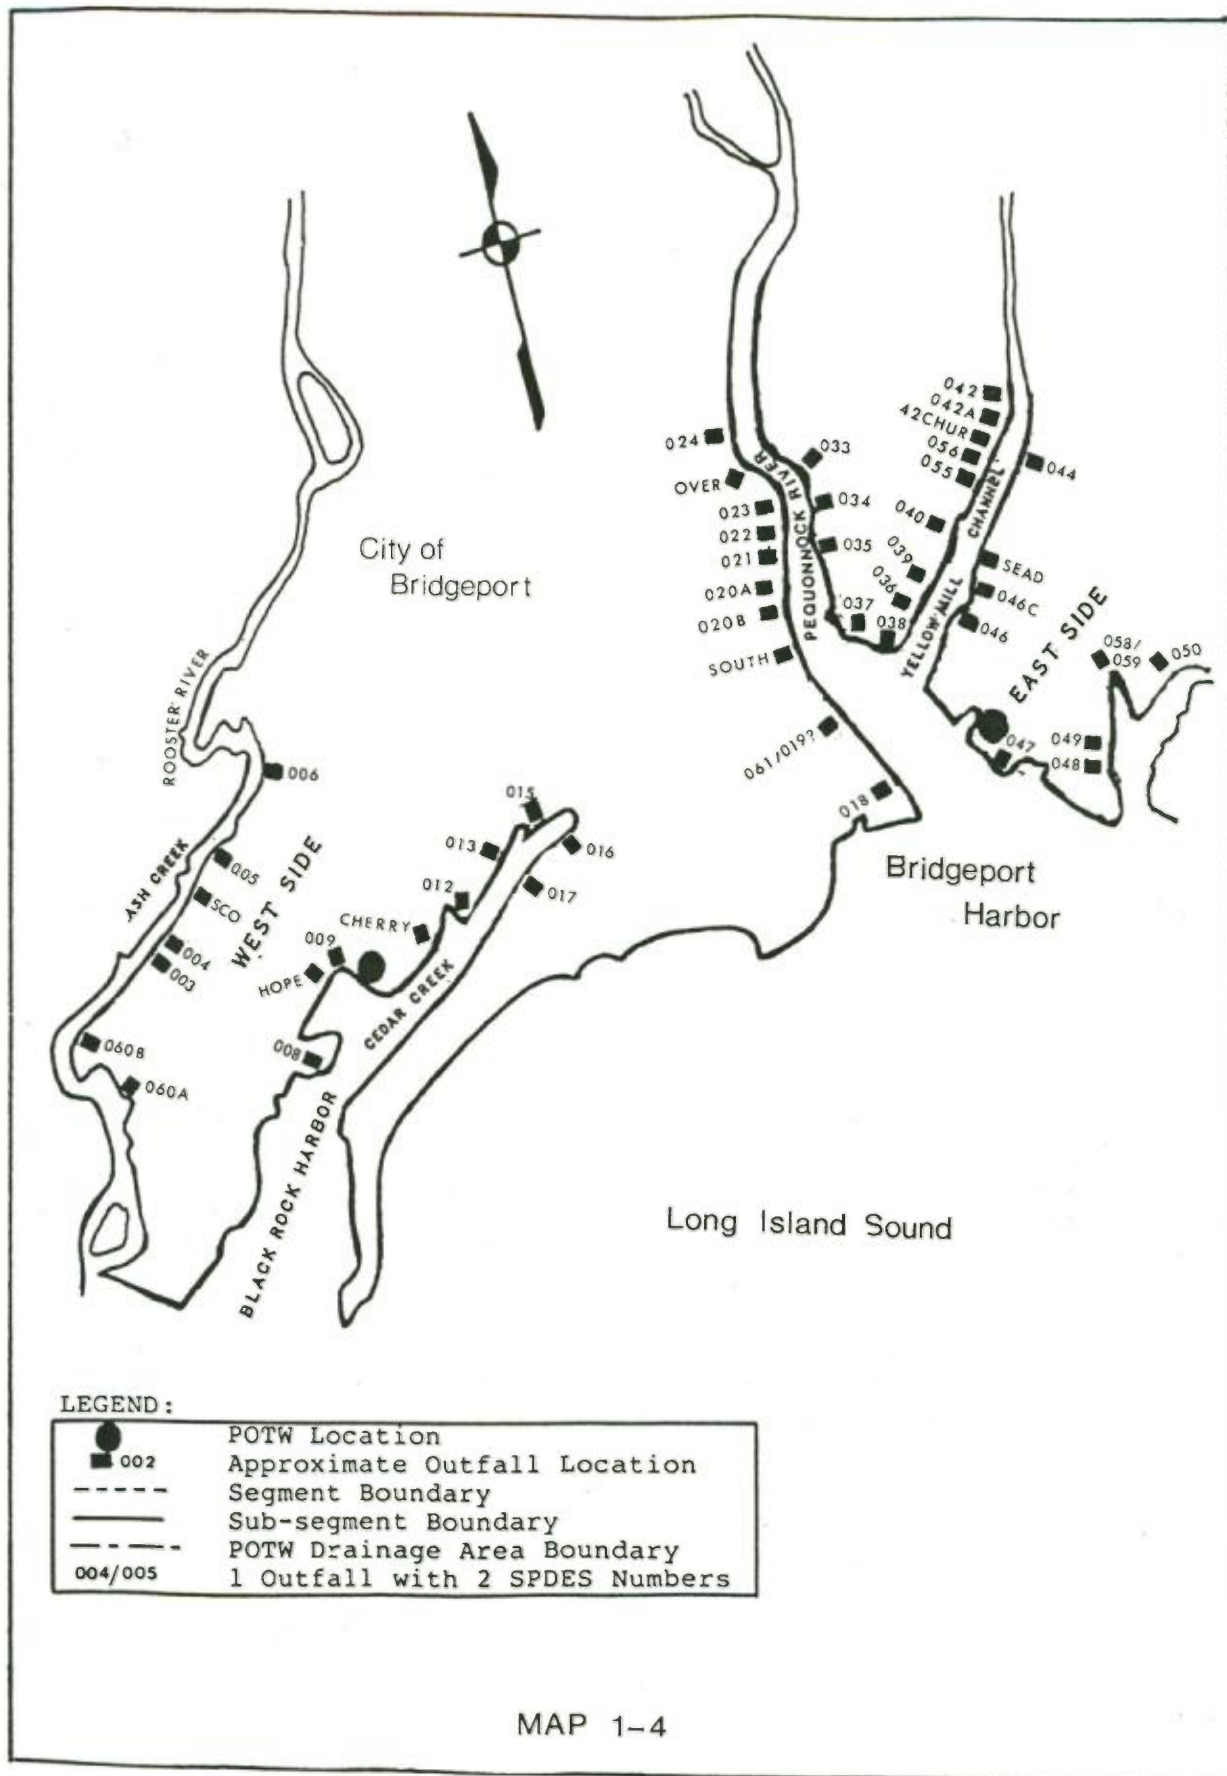 042
042A
42CHUR
056
055
044
024
033
OVER
034
023
040
022
035
021
039
SEAD
City of
Bridgeport
036
046C
020A
037
020B
038
046
PEQUONNOCK RIVER
YELLOW MILL CHANNEL
SOUTH
EAST SIDE
058/
059
050
ROOSTER RIVER
061/019?
047
049
048
006
018
015
013
016
Bridgeport
Harbor
ASH CREEK
005
WEST SIDE
012
017
SCO
CHERRY
004
009
003
HOPE
CEDAR CREEK
060B
008
060A
BLACK ROCK HARBOR
Long Island Sound
LEGEND:
POTW Location
002 Approximate Outfall Location
Segment Boundary
Sub-segment Boundary
POTW Drainage Area Boundary
004/005 1 Outfall with 2 SPDES Numbers
MAP 1-4